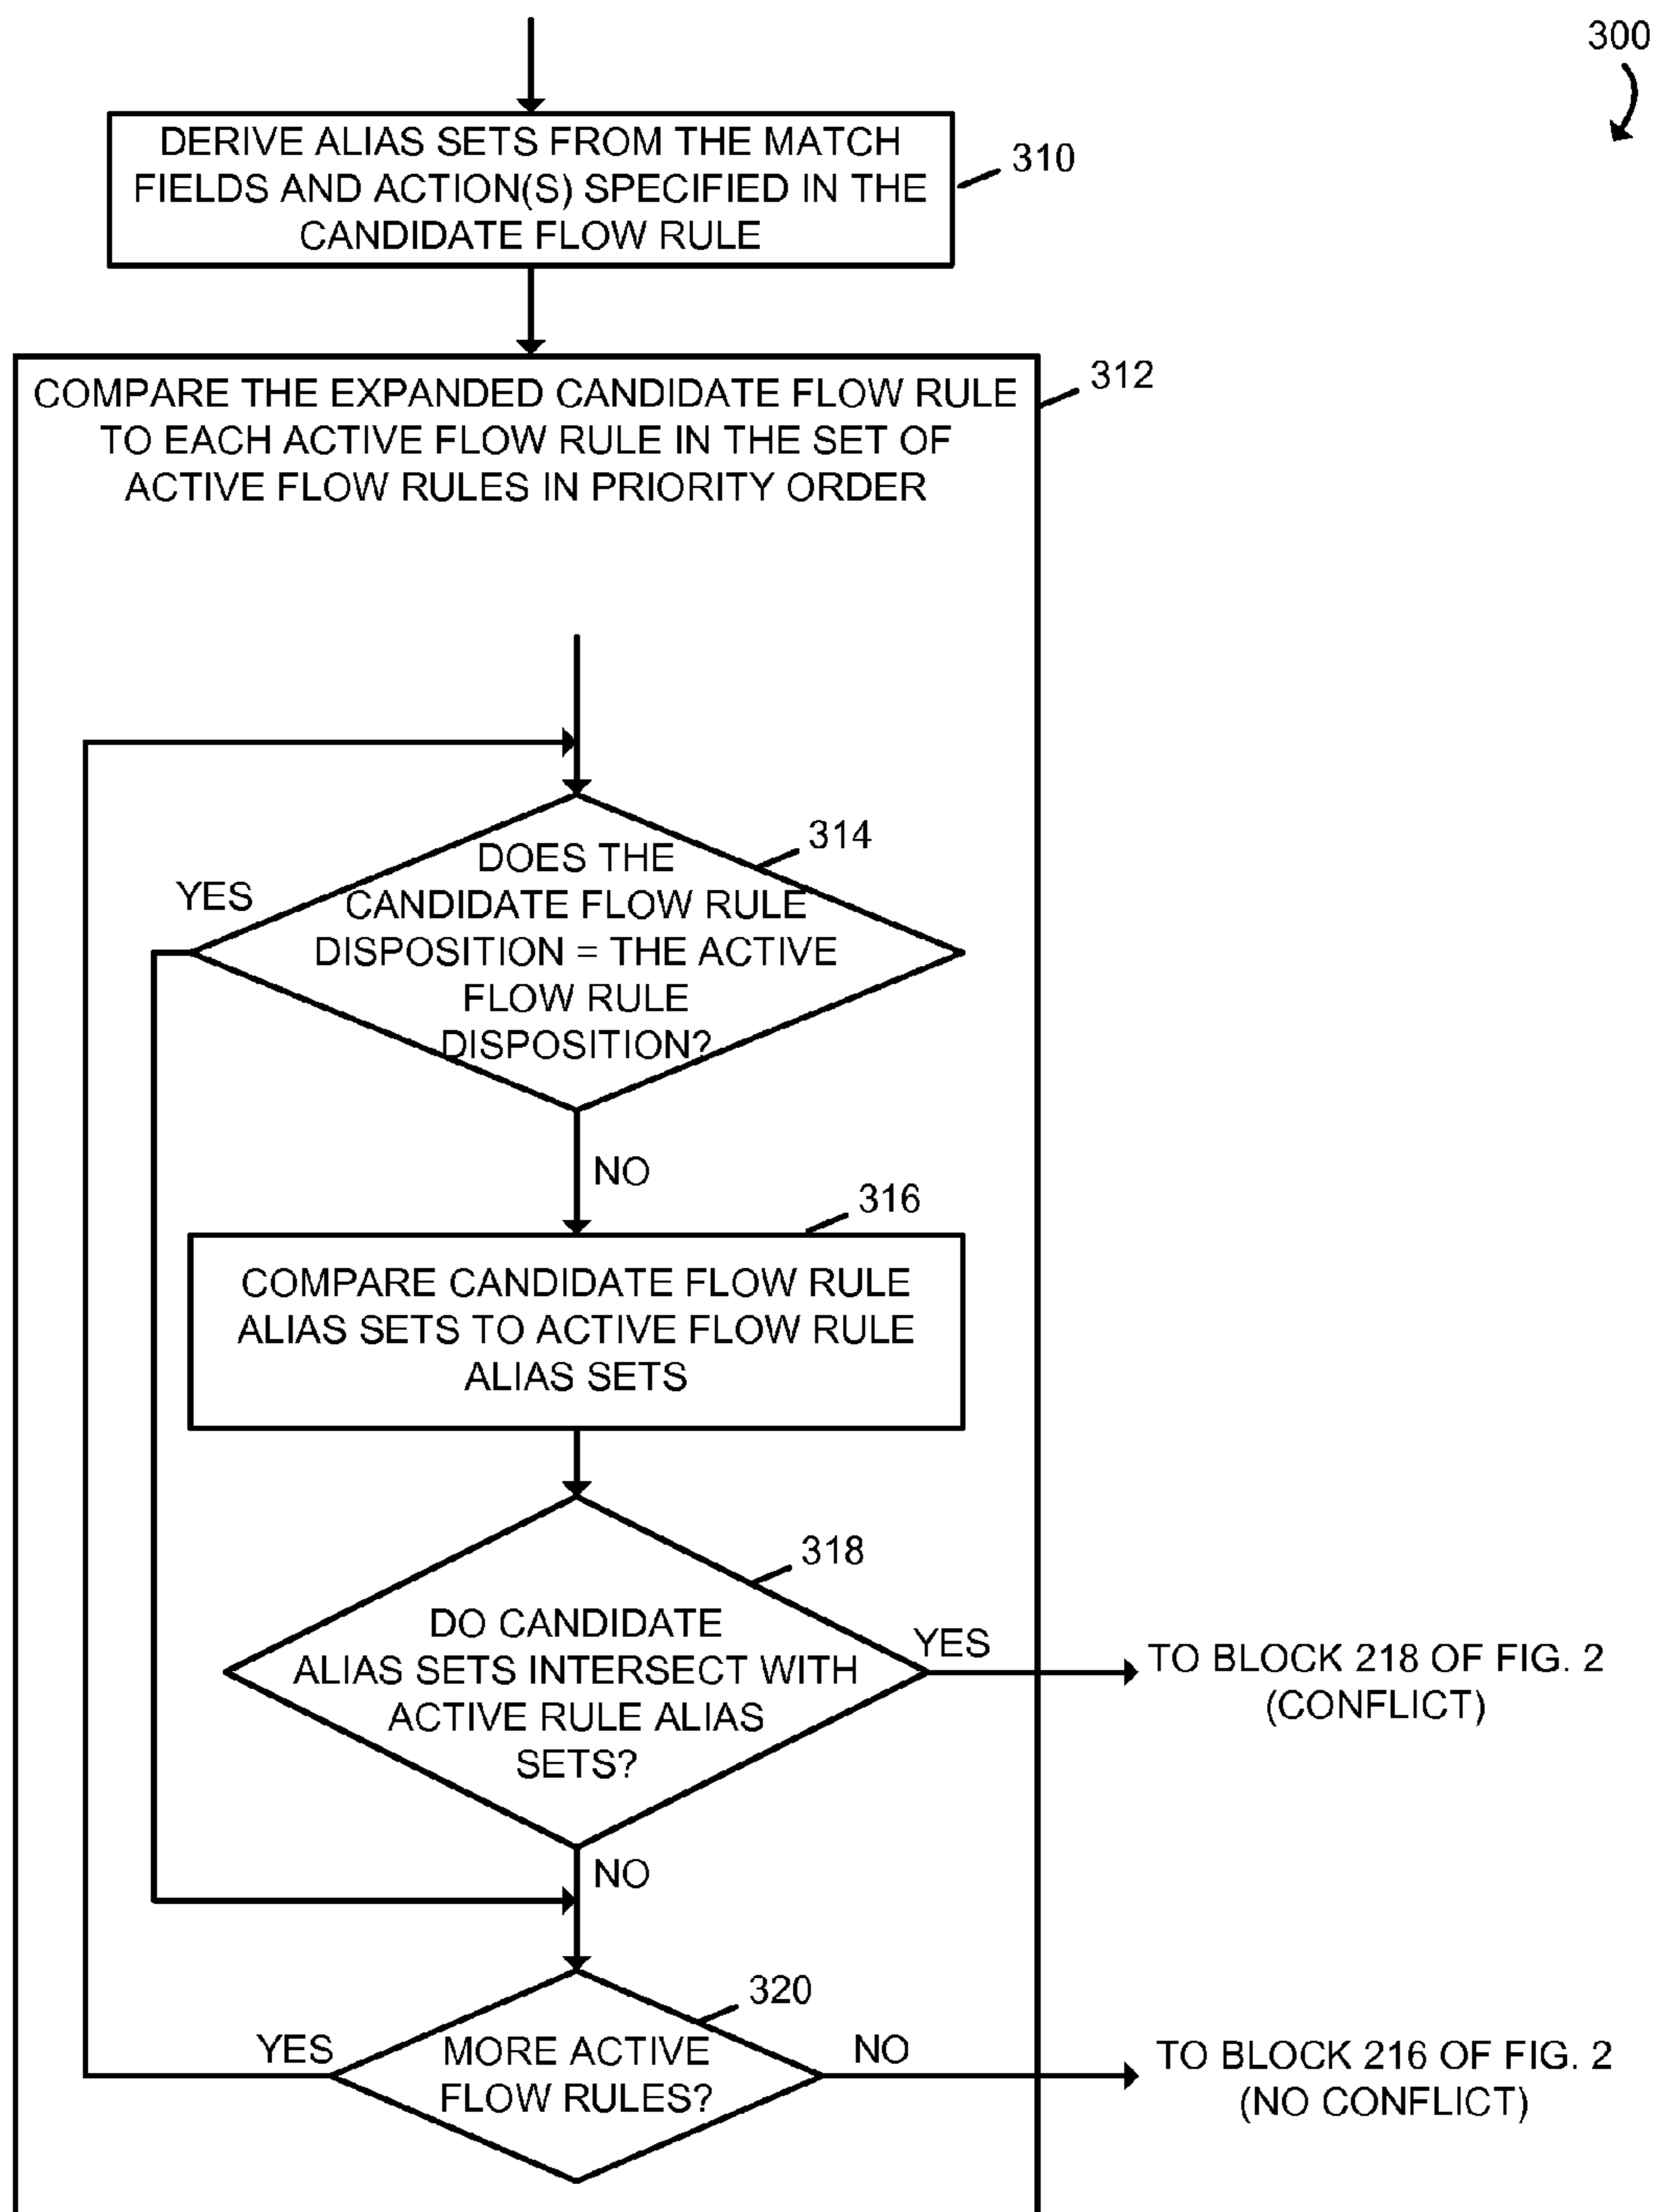 300
DERIVE ALIAS SETS FROM THE MATCH
FIELDS AND ACTION(S) SPECIFIED IN THE
CANDIDATE FLOW RULE
310
COMPARE THE EXPANDED CANDIDATE FLOW RULE
TO EACH ACTIVE FLOW RULE IN THE SET OF
ACTIVE FLOW RULES IN PRIORITY ORDER
312
314
DOES THE
CANDIDATE FLOW RULE
DISPOSITION = THE ACTIVE
FLOW RULE
DISPOSITION?
YES
NO
316
COMPARE CANDIDATE FLOW RULE
ALIAS SETS TO ACTIVE FLOW RULE
ALIAS SETS
318
DO CANDIDATE
ALIAS SETS INTERSECT WITH
ACTIVE RULE ALIAS
SETS?
YES
TO BLOCK 218 OF FIG. 2
(CONFLICT)
NO
320
MORE ACTIVE
FLOW RULES?
YES
NO
TO BLOCK 216 OF FIG. 2
(NO CONFLICT)